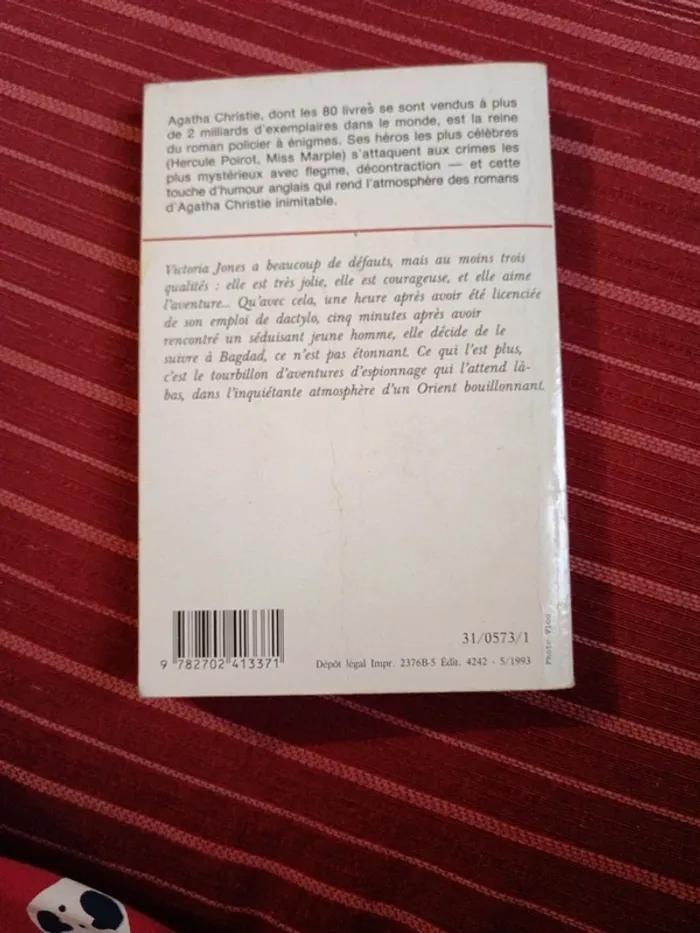 Agatha Christie, dont les 80 livres se sont vendus à plus
de 2 milliards d'exemplaires dans le monde, est la reine
du roman policier à énigmes. Ses héros les plus célèbres
(Hercule Poirot, Miss Marple) s'attaquent aux crimes les
plus mystérieux avec flegme, décontraction — et cette
touche d'humour anglais qui rend l'atmosphère des romans
d'Agatha Christie inimitable.
Victoria Jones a beaucoup de défauts, mais au moins trois
qualités : elle est très jolie, elle est courageuse, et elle aime
l'aventure... Qu'avec cela, une heure après avoir été licenciée
de son emploi de dactylo, cinq minutes après avoir
rencontré un séduisant jeune homme, elle décide de le
suivre à Bagdad, ce n'est pas étonnant. Ce qui l'est plus,
c'est le tourbillon d'aventures d'espionnage qui l'attend là-
bas, dans l'inquiétante atmosphère d'un Orient bouillonnant.
31/0573/1
9 782702 413371
Dépôt légal Impr. 2376B-5 Édit. 4242 - 5/1993
Photo